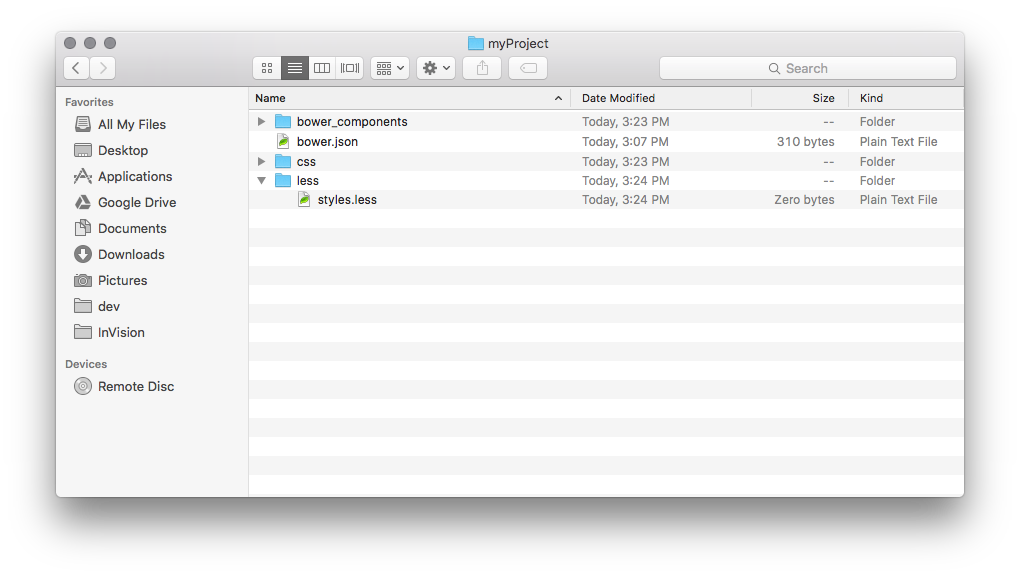 myProject
Search
Favorites
All My Files
Desktop
Applications
Google Drive
Documents
Downloads
Pictures
dev
InVision
Devices
Remote Disc
Name Date Modified Size Kind
bower_components Today, 3:23 PM -- Folder
bower.json Today, 3:07 PM 310 bytes Plain Text File
css Today, 3:23 PM -- Folder
less Today, 3:24 PM -- Folder
styles.less Today, 3:24 PM Zero bytes Plain Text File